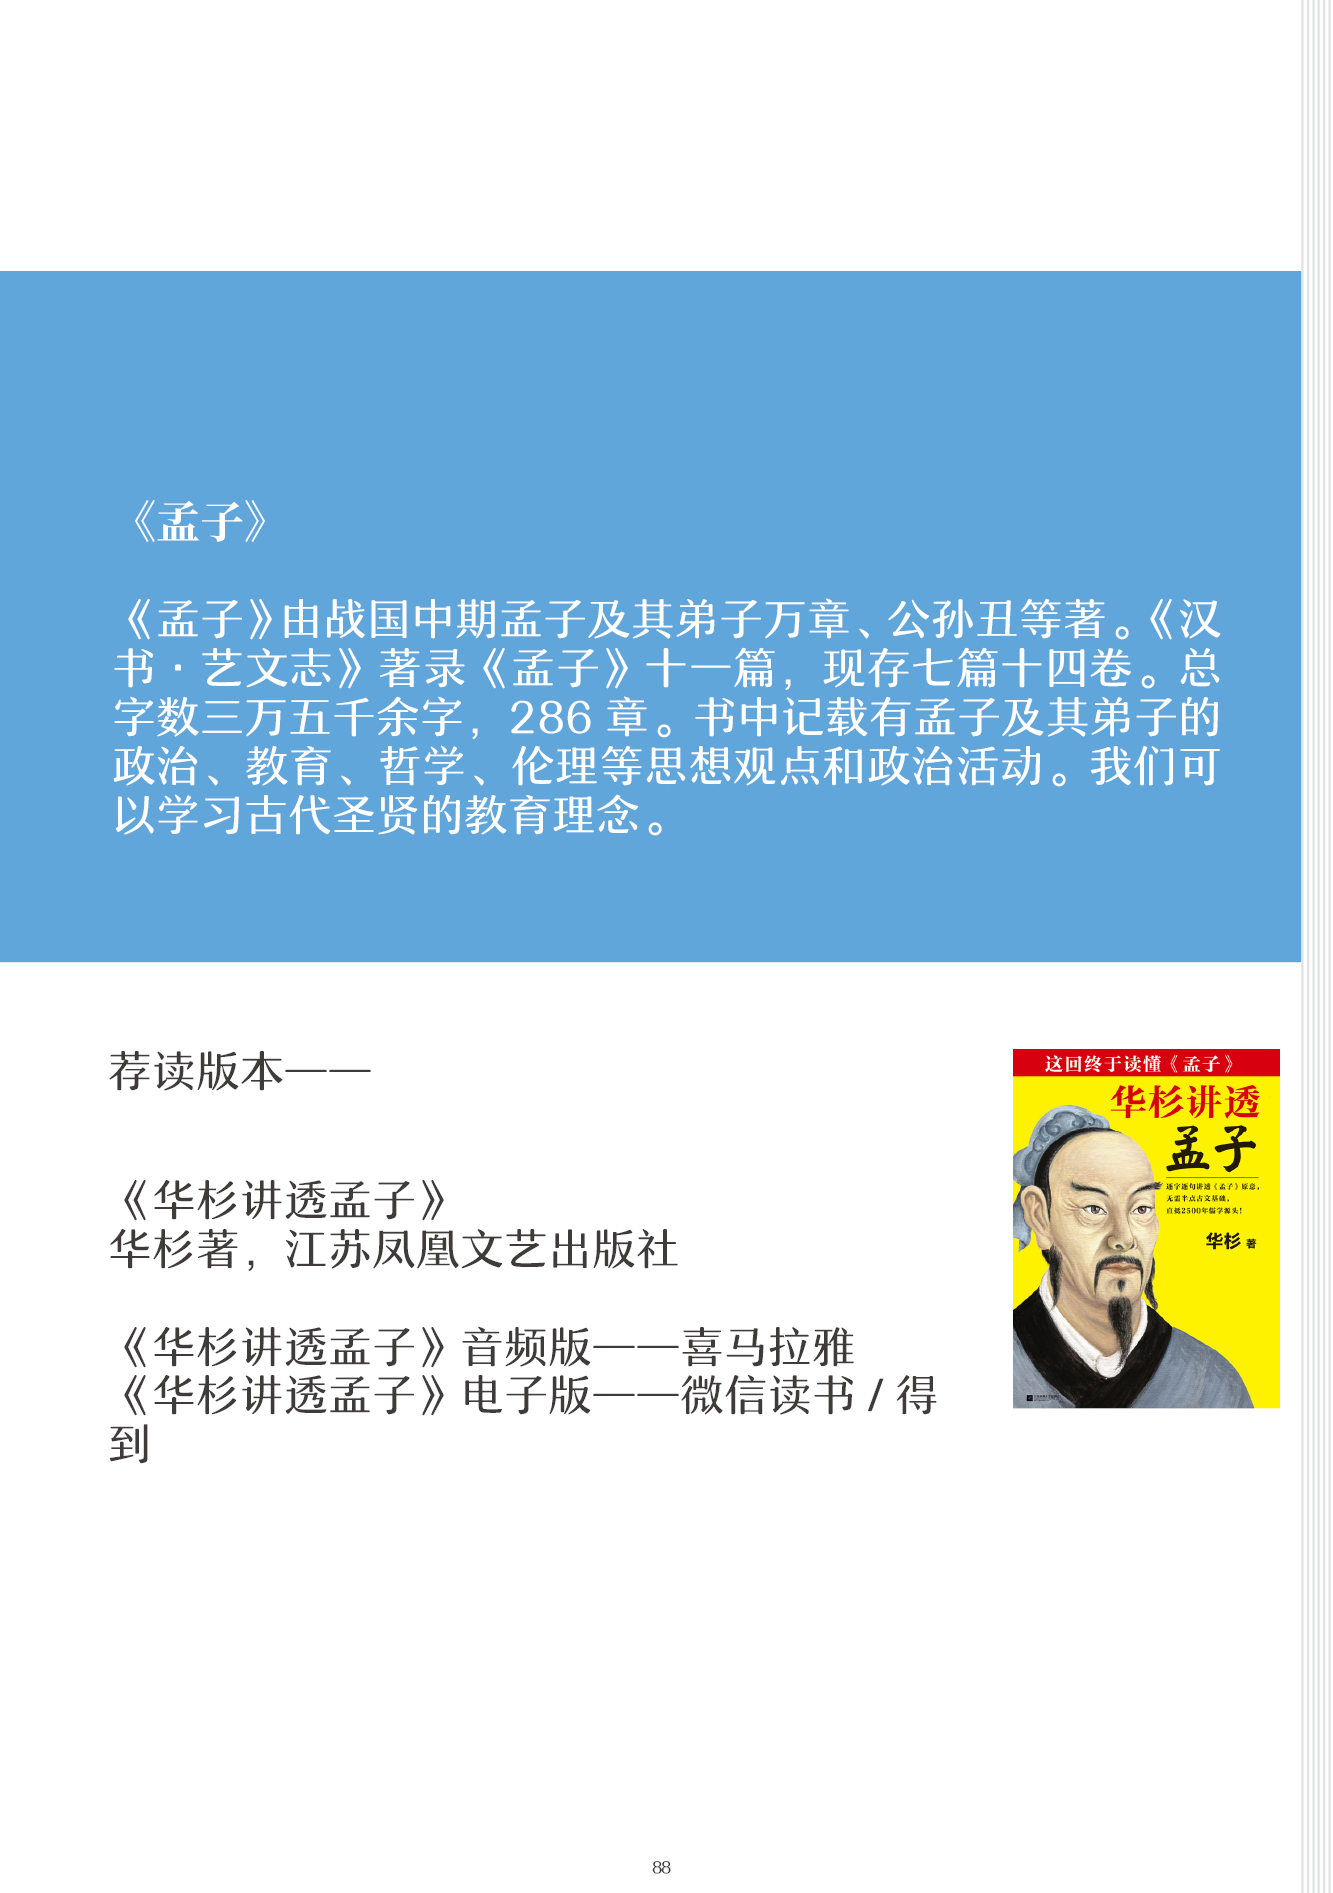 《孟子》
《孟子》由战国中期孟子及其弟子万章、公孙丑等著。《汉
书·艺文志》著录《孟子》十一篇，现存七篇十四卷。总
字数三万五千余字，286 章。书中记载有孟子及其弟子的
政治、教育、哲学、伦理等思想观点和政治活动。我们可
以学习古代圣贤的教育理念。
荐读版本——
《华杉讲透孟子》
华杉著，江苏凤凰文艺出版社
《华杉讲透孟子》音频版——喜马拉雅
《华杉讲透孟子》电子版——微信读书 / 得
到
这回终于读懂《孟子》
华杉讲透
孟子
逐字逐句讲透《孟子》原意，
无需半点古文基础，
直抵2500年儒学源头！
华杉 著
88